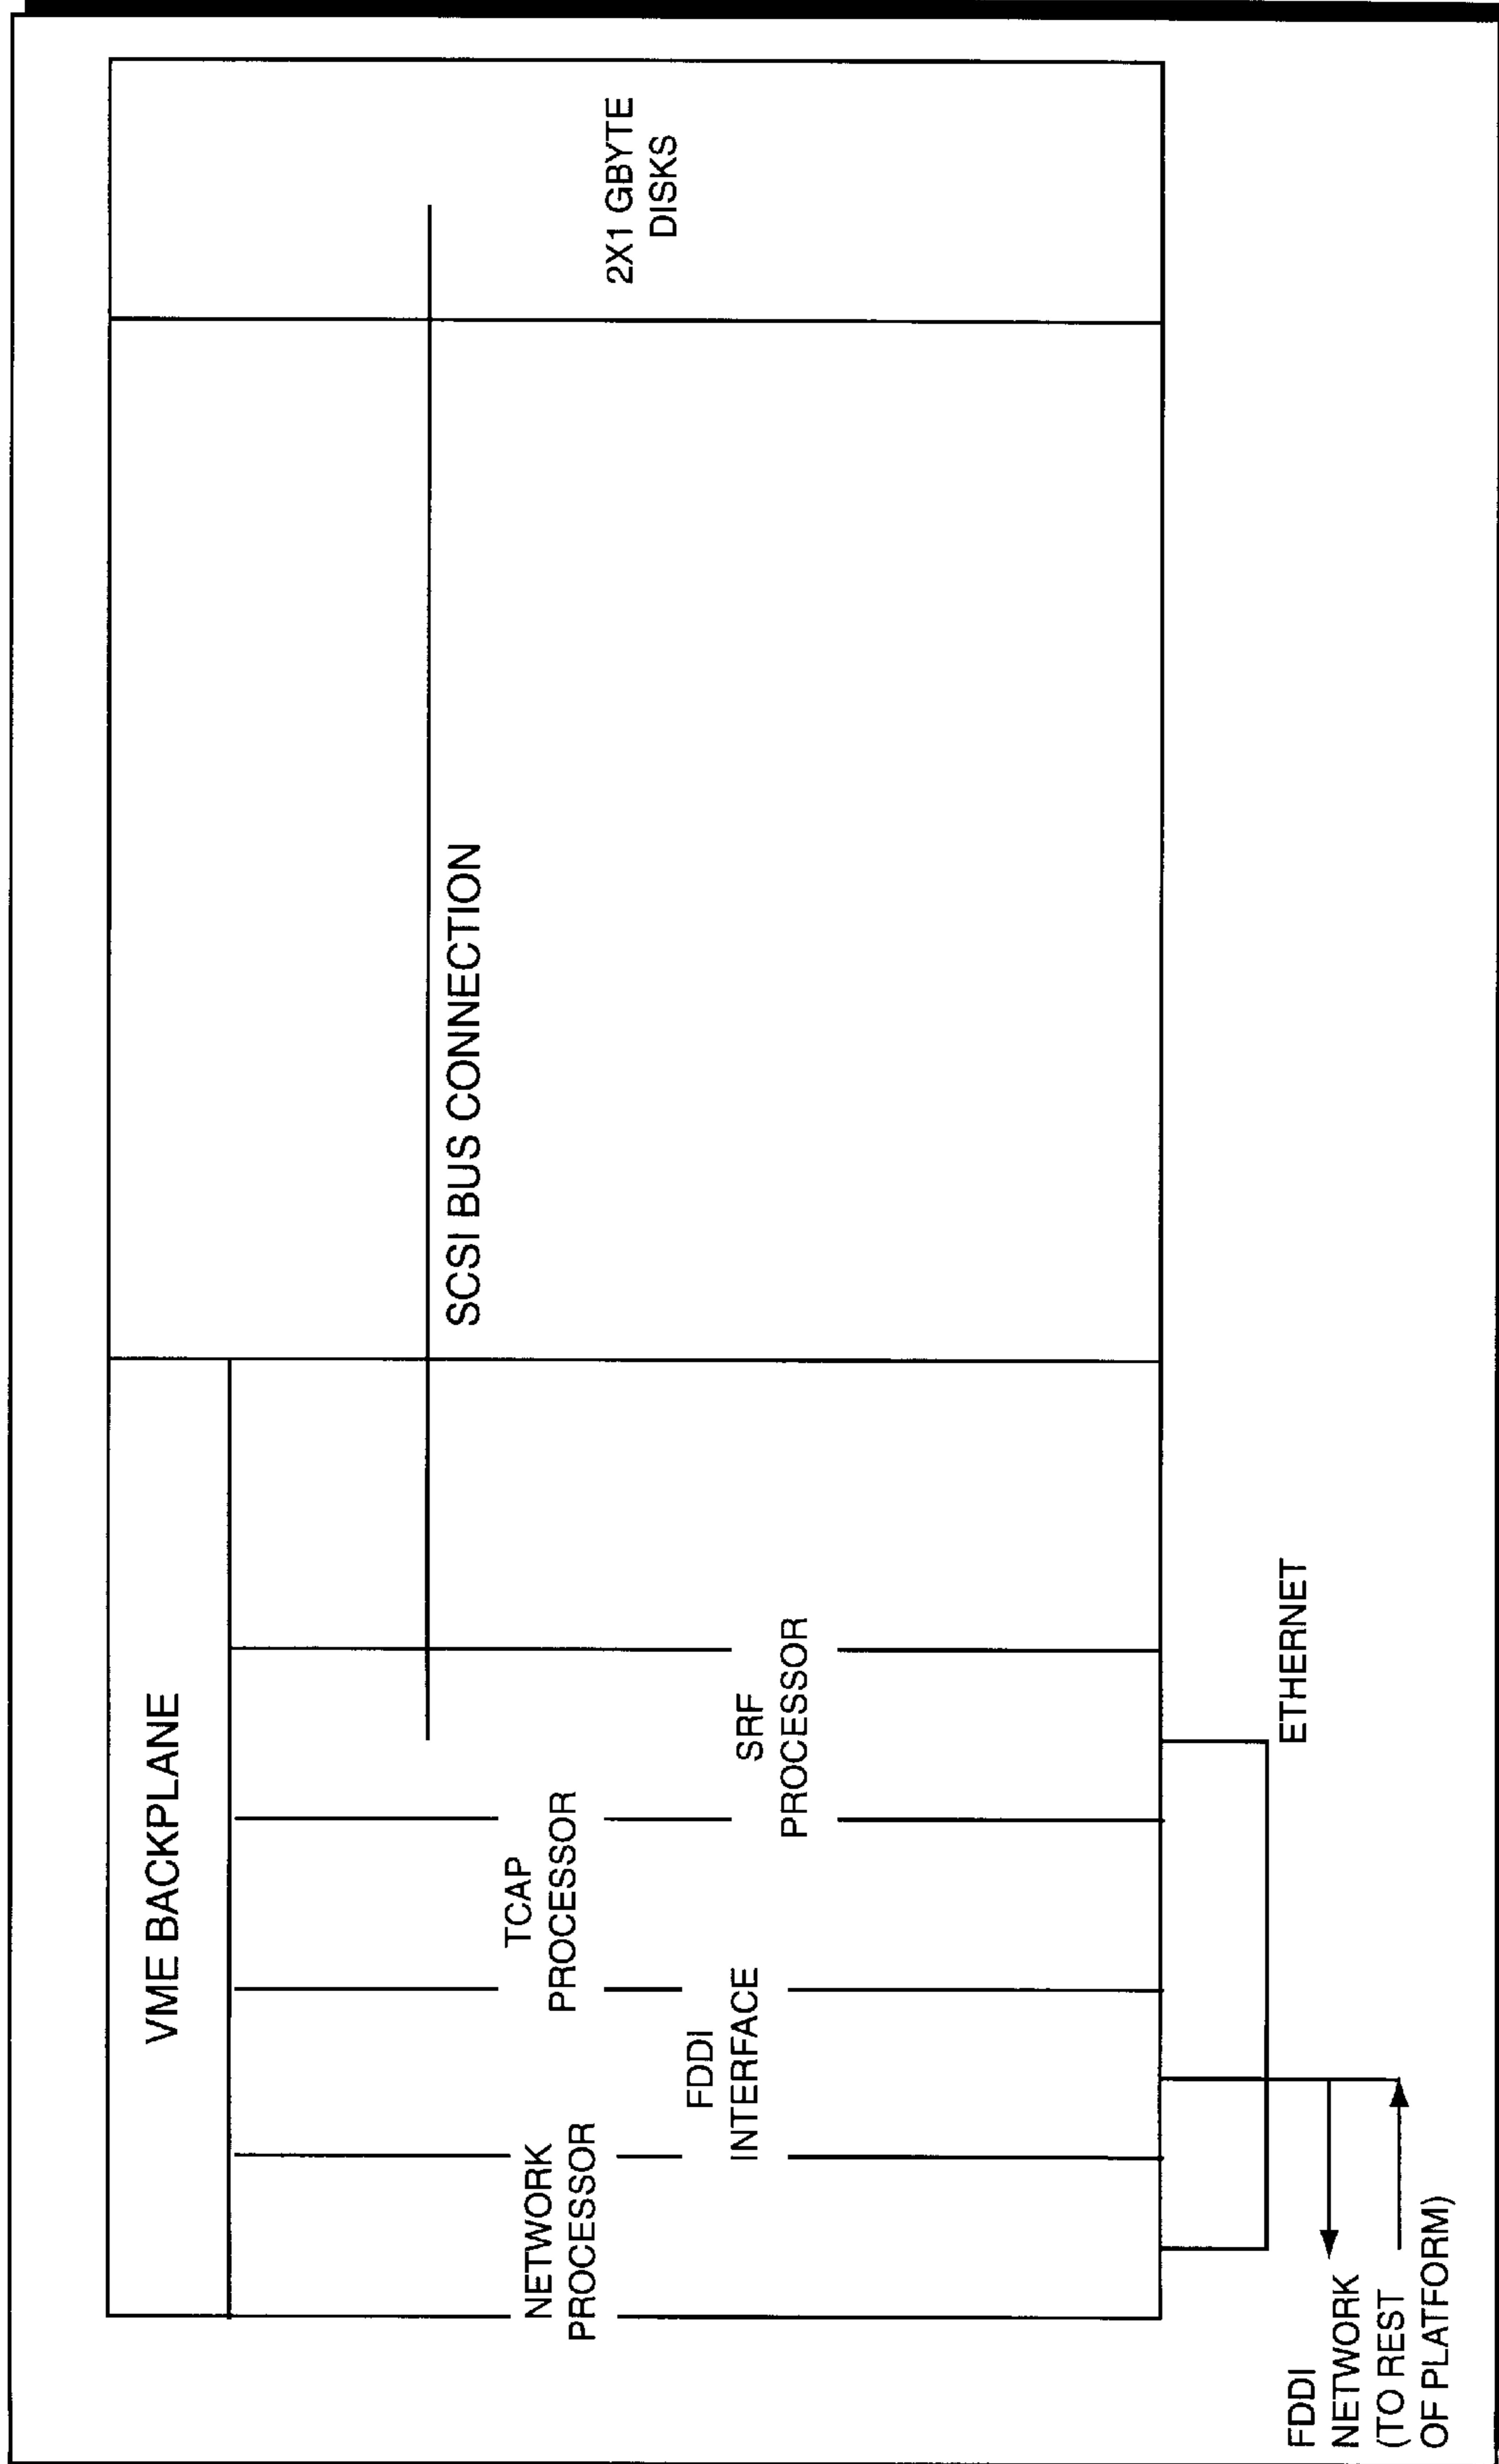 VME BACKPLANE
SCSI BUS CONNECTION
2X1 GBYTE
DISKS
NETWORK
PROCESSOR
FDDI
INTERFACE
TCAP
PROCESSOR
SRF
PROCESSOR
ETHERNET
FDDI
NETWORK
(TO REST
OF PLATFORM)